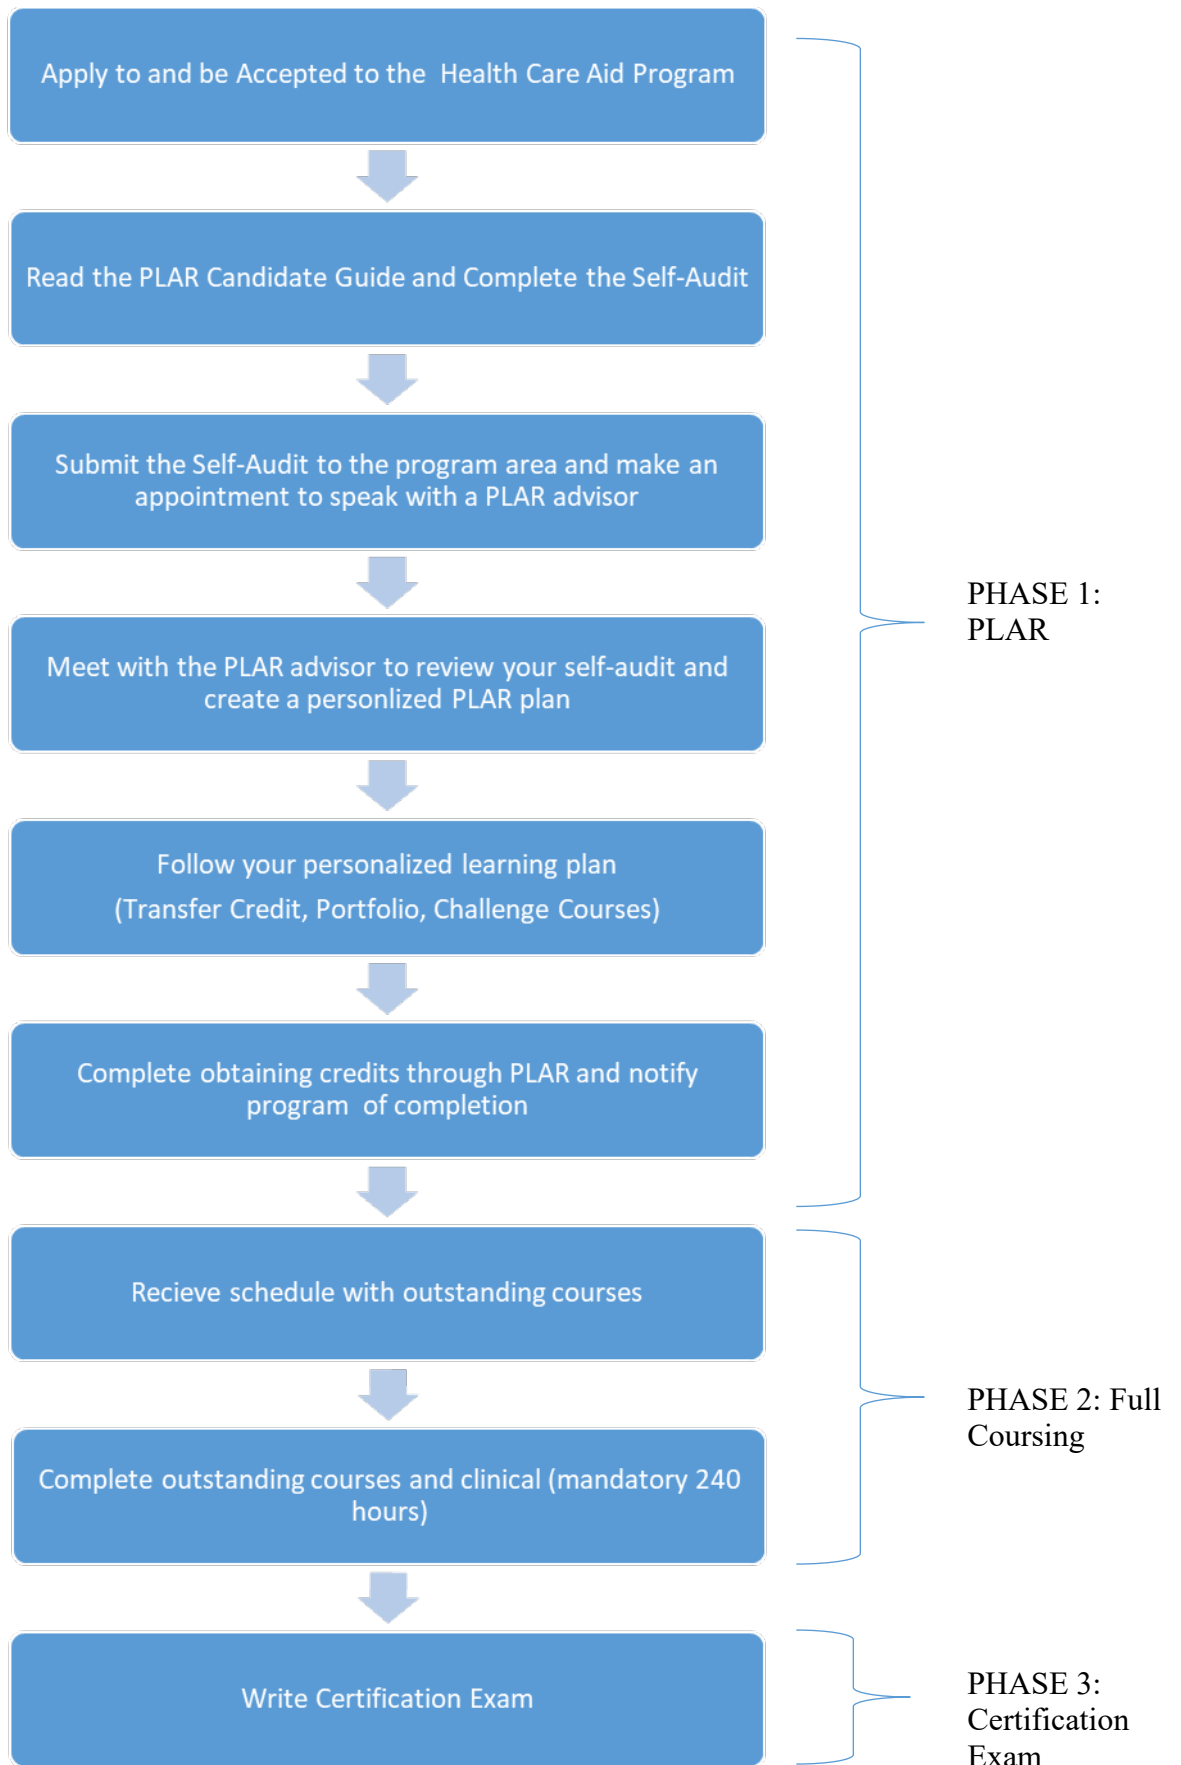 Apply to and be Accepted to the Health Care Aid Program
Read the PLAR Candidate Guide and Complete the Self-Audit
Submit the Self-Audit to the program area and make an
appointment to speak with a PLAR advisor
Meet with the PLAR advisor to review your self-audit and
create a personlized PLAR plan
Follow your personalized learning plan
(Transfer Credit, Portfolio, Challenge Courses)
Complete obtaining credits through PLAR and notify
program of completion
PHASE 1:
PLAR
Recieve schedule with outstanding courses
Complete outstanding courses and clinical (mandatory 240
hours)
PHASE 2: Full
Coursing
Write Certification Exam
PHASE 3:
Certification
Exam